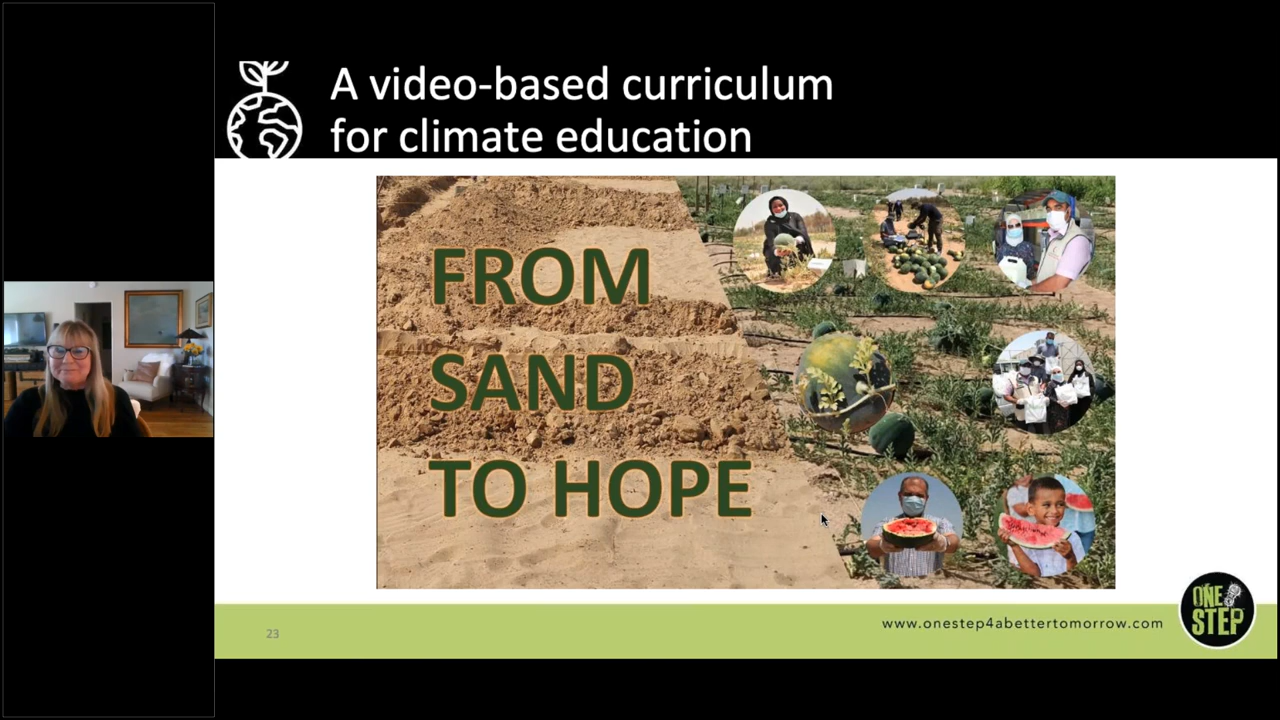 A video-based curriculum
for climate education
FROM
SAND
TO HOPE
23
www.onestep4abettertomorrow.com
ONE
STEP